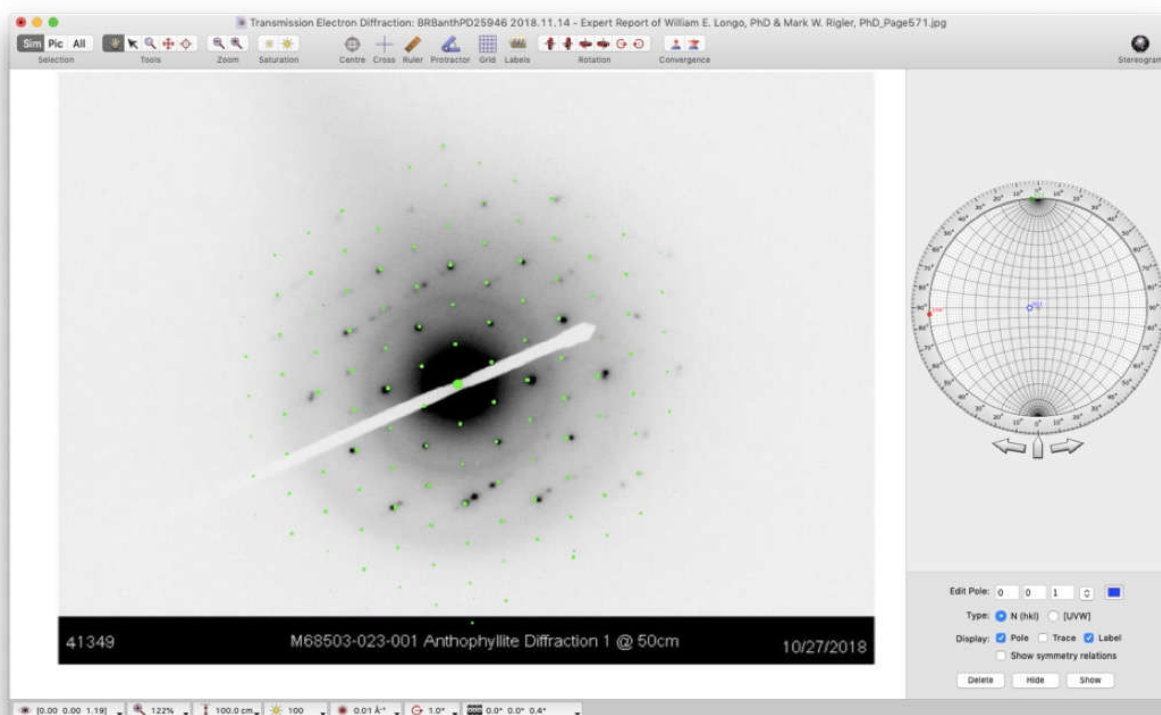 Transmission Electron Diffraction: BRBanthPD25946 2018.11.14 - Expert Report of William E. Longo, PhD & Mark W. Rigler, PhD_Page571.jpg
Sim Pic All
Selection Tools Zoom Saturation Centre Cross Ruler Protractor Grid Labels Rotation Convergence Stereogram
41349 M68503-023-001 Anthophyllite Diffraction 1 @ 50cm 10/27/2018
Edit Pole: 0 0 1
Type: N (hkl) [UVW]
Display: Pole Trace Label
Show symmetry relations
Delete Hide Show
[0.00 0.00 1.19] 122% 100.0 cm 100 0.01 Å⁻¹ 1.0° 0.0° 0.0° 0.4°